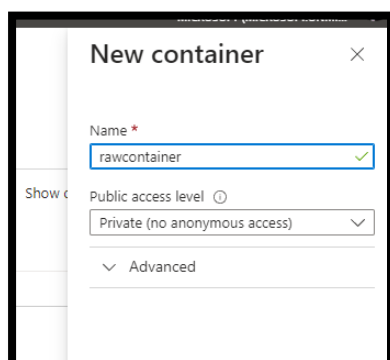 New container
Name *
rawcontainer
Show
Public access level
Private (no anonymous access)
Advanced